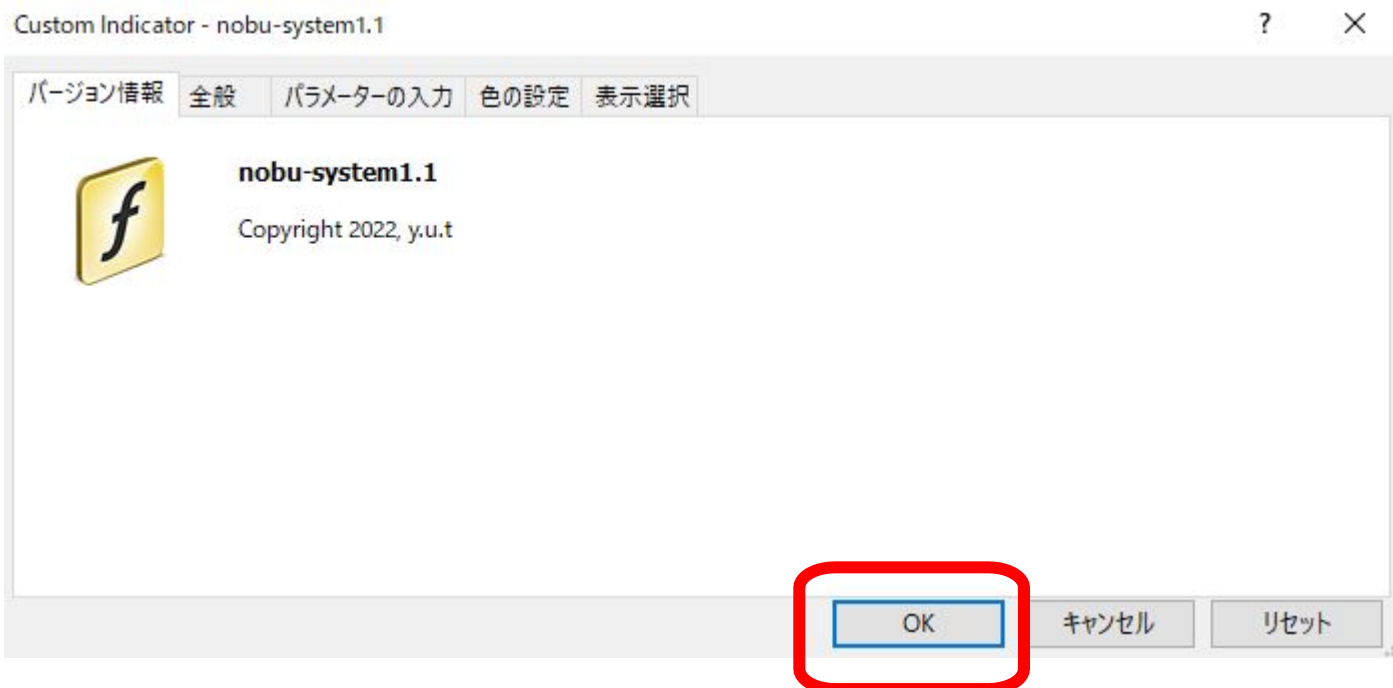 Custom Indicator - nobu-system1.1 ? ×
バージョン情報 全般 パラメーターの入力 色の設定 表示選択
f
nobu-system1.1
Copyright 2022, y.u.t
OK キャンセル リセット